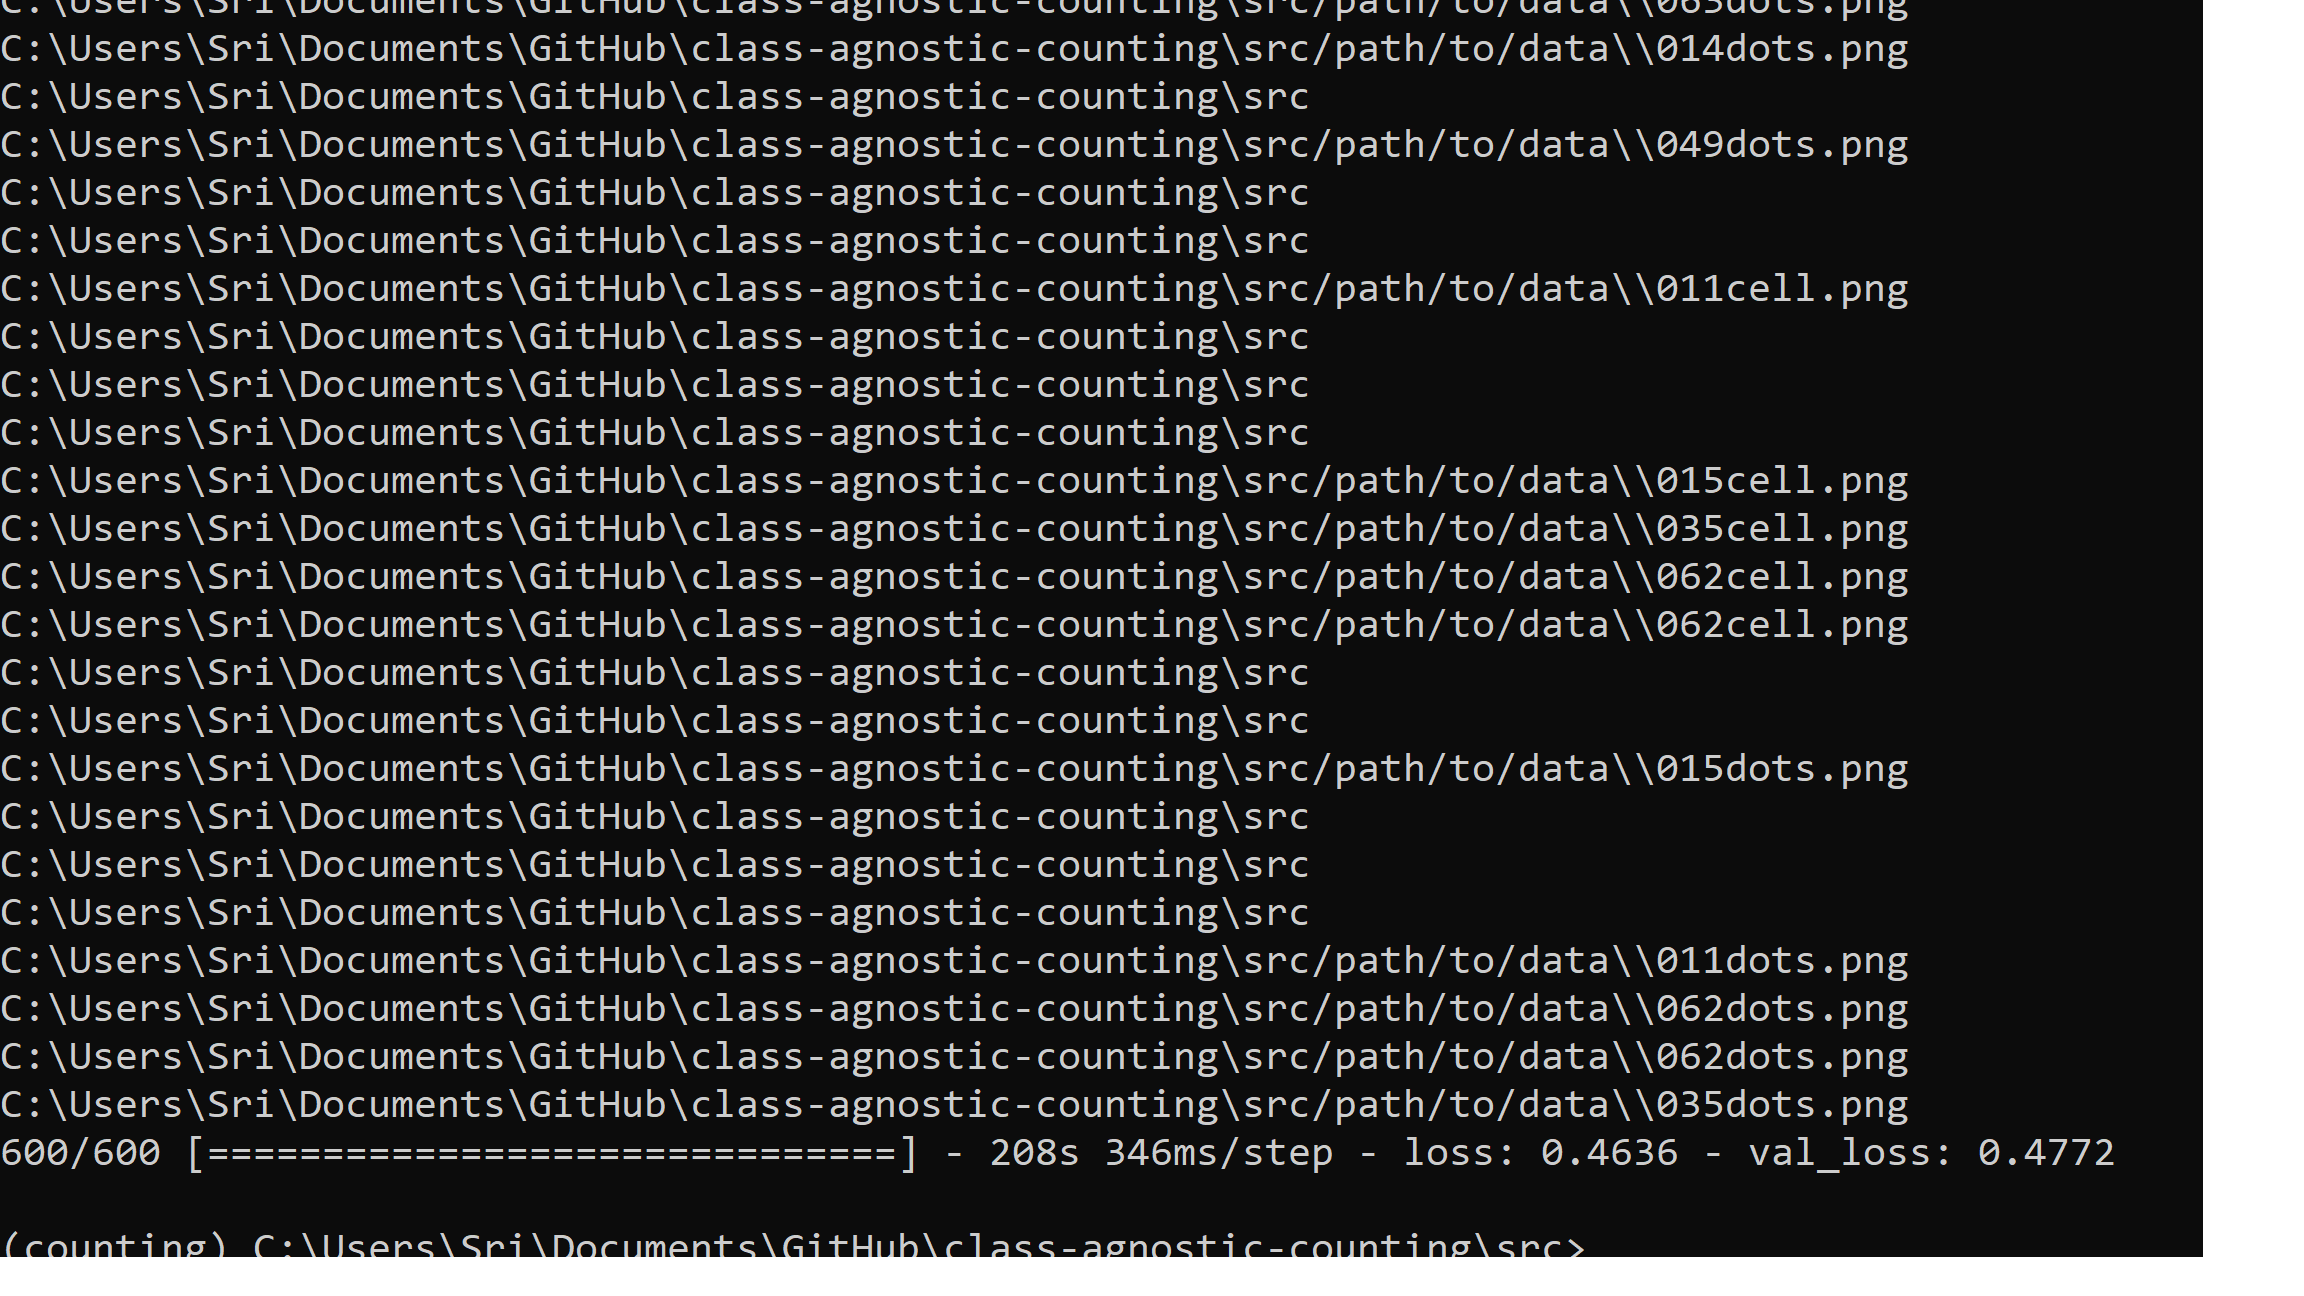 C:\Users\Sri\Documents\GitHub\class-agnostic-counting\src/path/to/data\\063dots.png
C:\Users\Sri\Documents\GitHub\class-agnostic-counting\src/path/to/data\\014dots.png
C:\Users\Sri\Documents\GitHub\class-agnostic-counting\src
C:\Users\Sri\Documents\GitHub\class-agnostic-counting\src/path/to/data\\049dots.png
C:\Users\Sri\Documents\GitHub\class-agnostic-counting\src
C:\Users\Sri\Documents\GitHub\class-agnostic-counting\src
C:\Users\Sri\Documents\GitHub\class-agnostic-counting\src/path/to/data\\011cell.png
C:\Users\Sri\Documents\GitHub\class-agnostic-counting\src
C:\Users\Sri\Documents\GitHub\class-agnostic-counting\src
C:\Users\Sri\Documents\GitHub\class-agnostic-counting\src
C:\Users\Sri\Documents\GitHub\class-agnostic-counting\src/path/to/data\\015cell.png
C:\Users\Sri\Documents\GitHub\class-agnostic-counting\src/path/to/data\\035cell.png
C:\Users\Sri\Documents\GitHub\class-agnostic-counting\src/path/to/data\\062cell.png
C:\Users\Sri\Documents\GitHub\class-agnostic-counting\src/path/to/data\\062cell.png
C:\Users\Sri\Documents\GitHub\class-agnostic-counting\src
C:\Users\Sri\Documents\GitHub\class-agnostic-counting\src
C:\Users\Sri\Documents\GitHub\class-agnostic-counting\src/path/to/data\\015dots.png
C:\Users\Sri\Documents\GitHub\class-agnostic-counting\src
C:\Users\Sri\Documents\GitHub\class-agnostic-counting\src
C:\Users\Sri\Documents\GitHub\class-agnostic-counting\src
C:\Users\Sri\Documents\GitHub\class-agnostic-counting\src/path/to/data\\011dots.png
C:\Users\Sri\Documents\GitHub\class-agnostic-counting\src/path/to/data\\062dots.png
C:\Users\Sri\Documents\GitHub\class-agnostic-counting\src/path/to/data\\062dots.png
C:\Users\Sri\Documents\GitHub\class-agnostic-counting\src/path/to/data\\035dots.png
600/600 [==============================] - 208s 346ms/step - loss: 0.4636 - val_loss: 0.4772
(counting) C:\Users\Sri\Documents\GitHub\class-agnostic-counting\src>